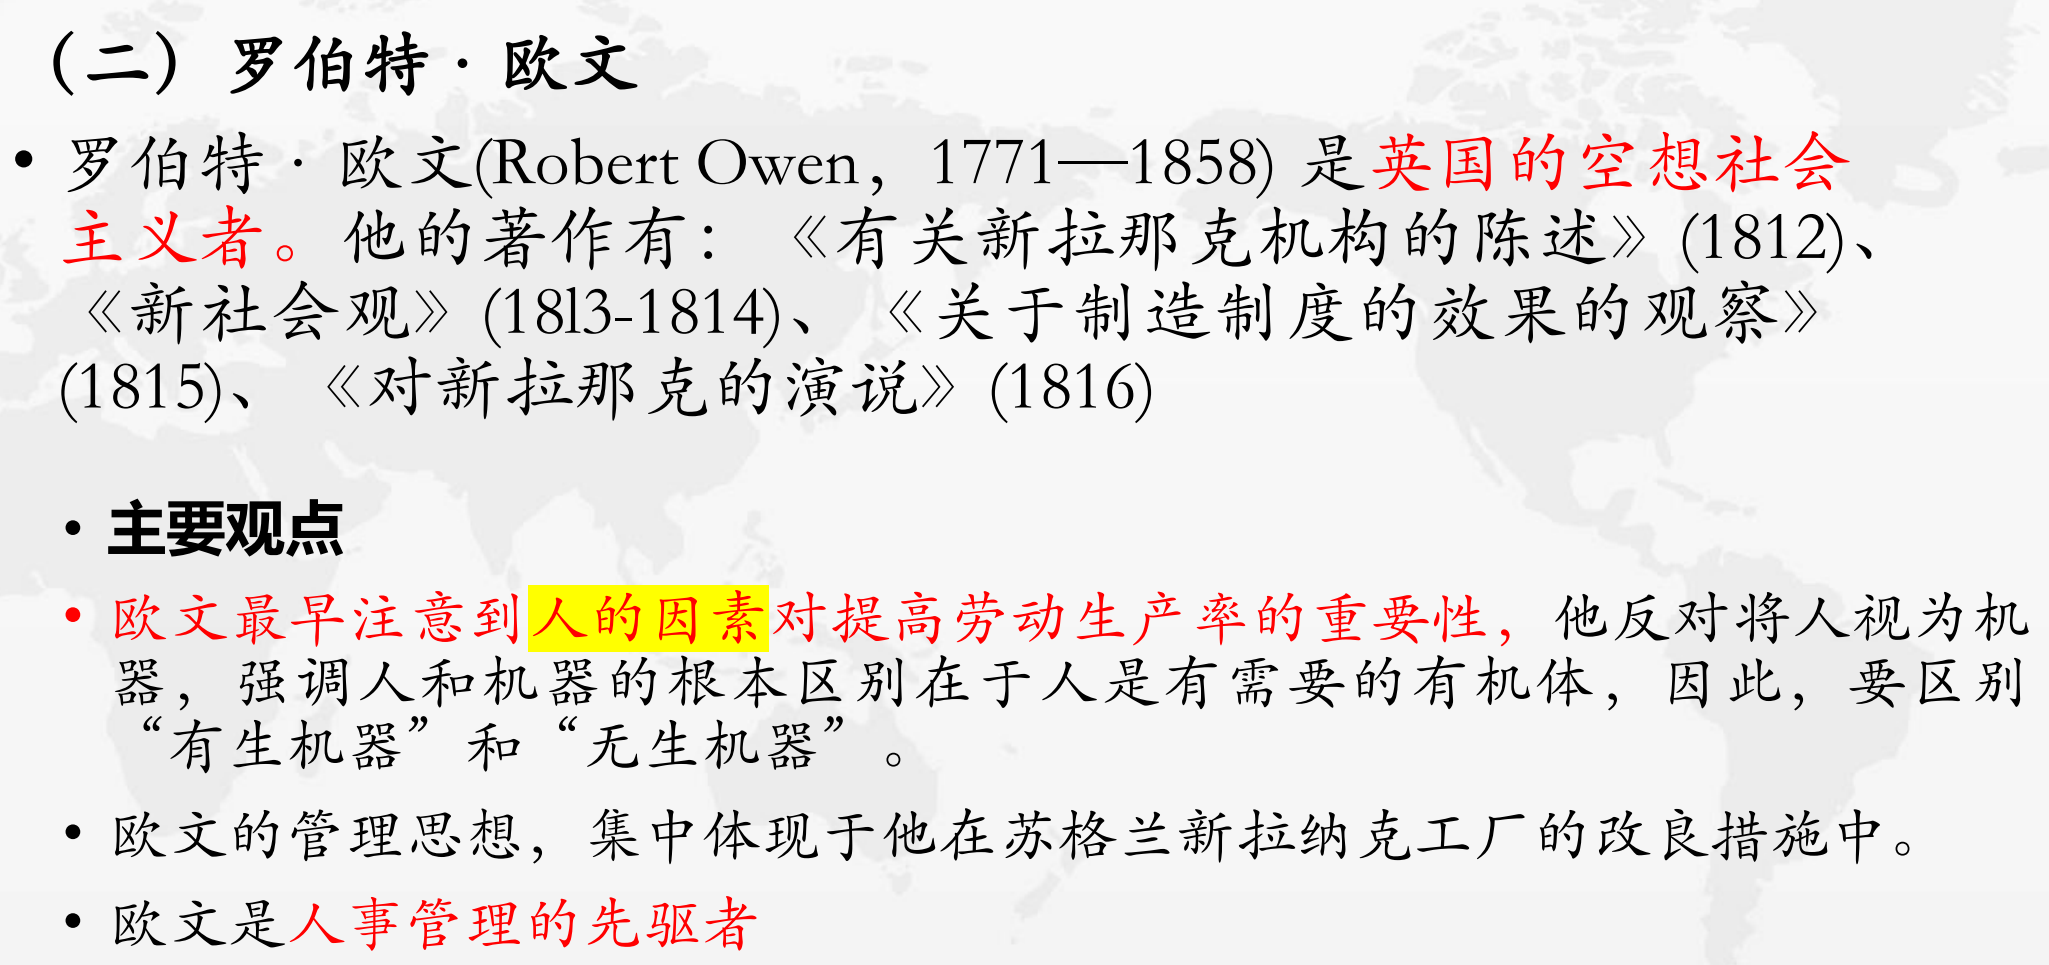 （二）罗伯特·欧文
• 罗伯特·欧文(Robert Owen，1771—1858) 是英国的空想社会
主义者。他的著作有：《有关新拉那克机构的陈述》(1812)、
《新社会观》(18l3-1814)、《关于制造制度的效果的观察》
(1815)、《对新拉那克的演说》(1816)
• 主要观点
• 欧文最早注意到人的因素对提高劳动生产率的重要性，他反对将人视为机
器，强调人和机器的根本区别在于人是有需要的有机体，因此，要区别
“有生机器”和“无生机器”。
• 欧文的管理思想，集中体现于他在苏格兰新拉纳克工厂的改良措施中。
• 欧文是人事管理的先驱者